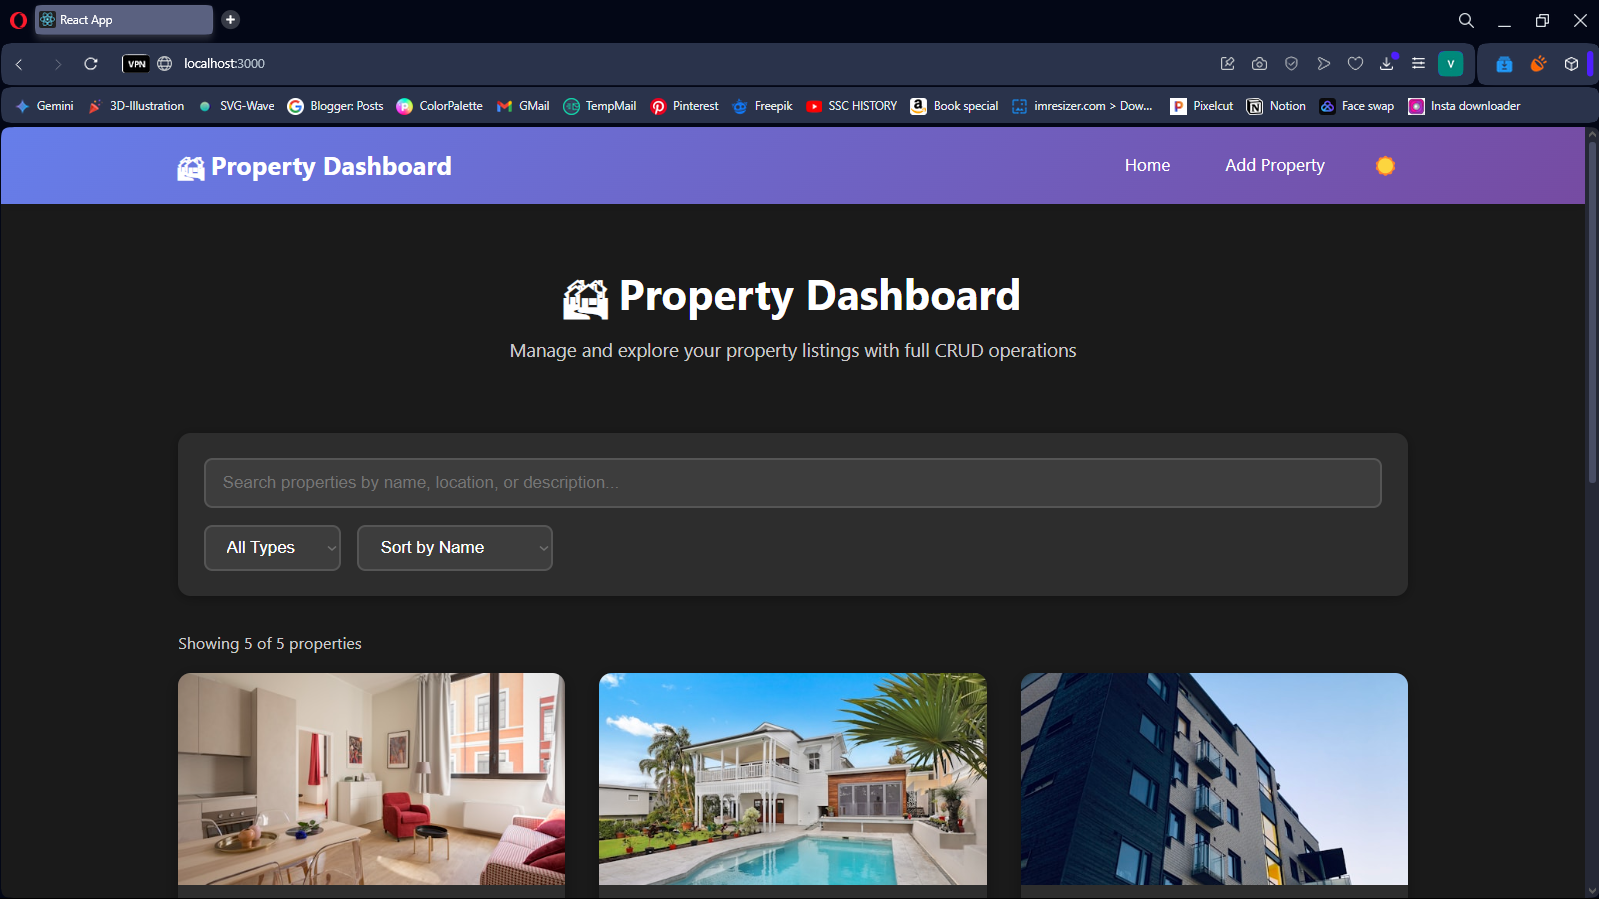 React App
VPN
localhost:3000
V
Gemini
3D-Illustration
SVG-Wave
Blogger: Posts
ColorPalette
GMail
TempMail
Pinterest
Freepik
SSC HISTORY
Book special
imresizer.com > Dow...
Pixelcut
Notion
Face swap
Insta downloader
Property Dashboard
Home
Add Property
Property Dashboard
Manage and explore your property listings with full CRUD operations
Search properties by name, location, or description...
All Types
Sort by Name
Showing 5 of 5 properties